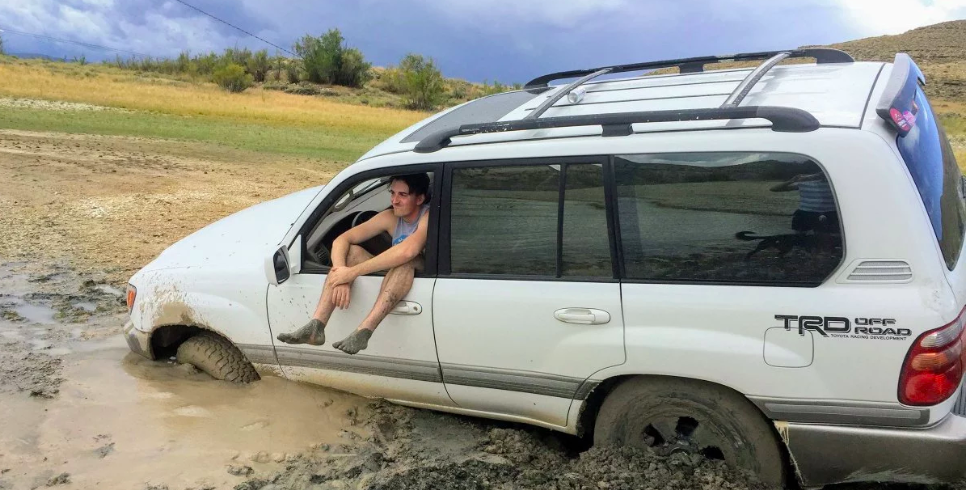 TRD OFF
ROAD
TOYOTA RACING DEVELOPMENT